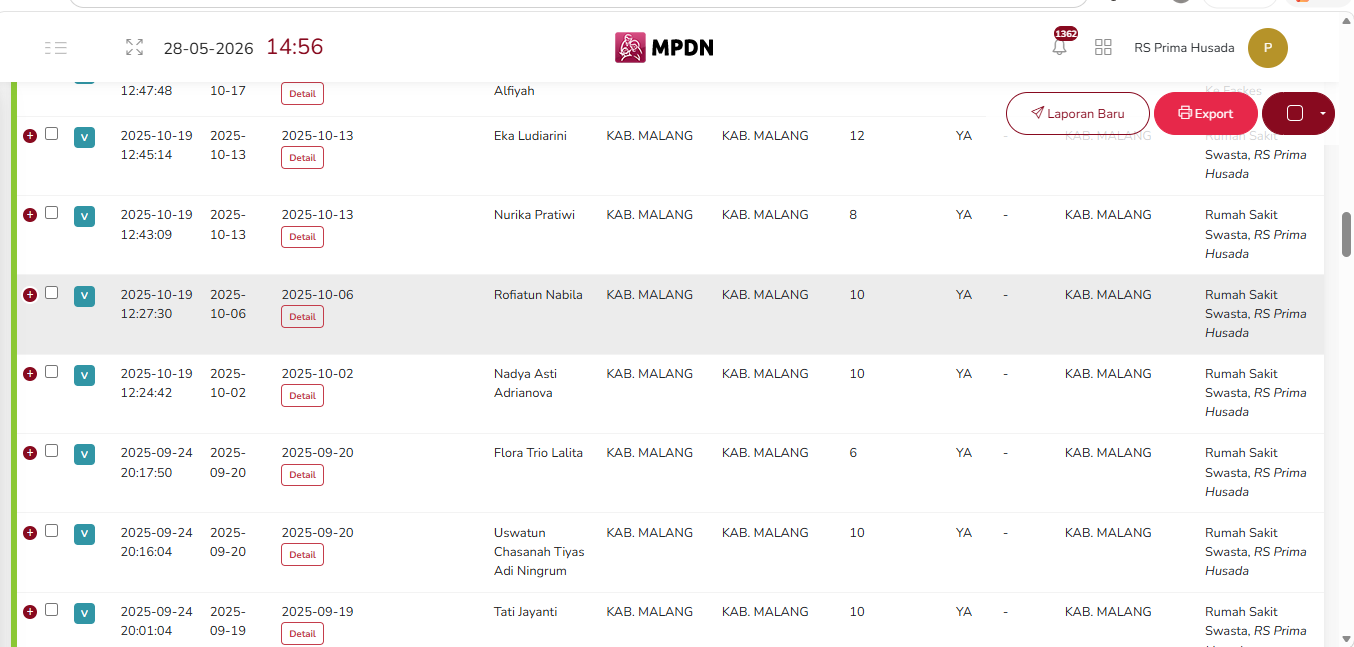 28-05-2026 14:56 MPDN 1362 RS Prima Husada P
12:47:48 10-17 Detail Alfiyah Ke Faskes
Laporan Baru Export
V 2025-10-19 2025- 2025-10-13 Eka Ludiarini KAB. MALANG KAB. MALANG 12 YA - KAB. MALANG Rumah Sakit
12:45:14 10-13 Detail Swasta, RS Prima
Husada
V 2025-10-19 2025- 2025-10-13 Nurika Pratiwi KAB. MALANG KAB. MALANG 8 YA - KAB. MALANG Rumah Sakit
12:43:09 10-13 Detail Swasta, RS Prima
Husada
V 2025-10-19 2025- 2025-10-06 Rofiatun Nabila KAB. MALANG KAB. MALANG 10 YA - KAB. MALANG Rumah Sakit
12:27:30 10-06 Detail Swasta, RS Prima
Husada
V 2025-10-19 2025- 2025-10-02 Nadya Asti KAB. MALANG KAB. MALANG 10 YA - KAB. MALANG Rumah Sakit
12:24:42 10-02 Detail Adrianova Swasta, RS Prima
Husada
V 2025-09-24 2025- 2025-09-20 Flora Trio Lalita KAB. MALANG KAB. MALANG 6 YA - KAB. MALANG Rumah Sakit
20:17:50 09-20 Detail Swasta, RS Prima
Husada
V 2025-09-24 2025- 2025-09-20 Uswatun KAB. MALANG KAB. MALANG 10 YA - KAB. MALANG Rumah Sakit
20:16:04 09-20 Detail Chasanah Tiyas Swasta, RS Prima
Adi Ningrum Husada
V 2025-09-24 2025- 2025-09-19 Tati Jayanti KAB. MALANG KAB. MALANG 10 YA - KAB. MALANG Rumah Sakit
20:01:04 09-19 Detail Swasta, RS Prima